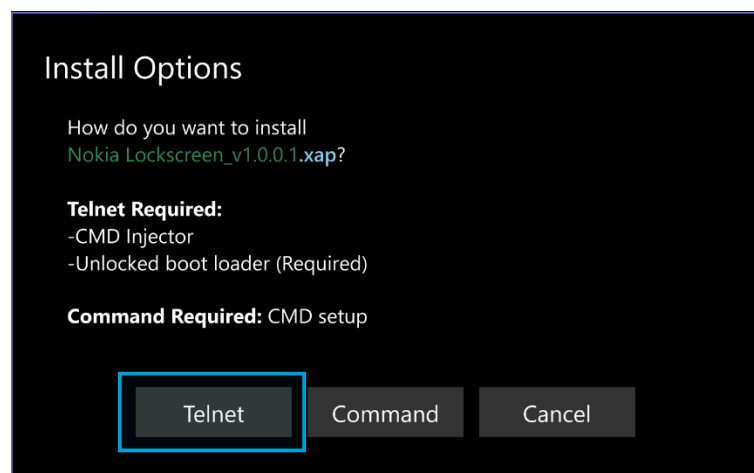 Install Options
How do you want to install
Nokia Lockscreen_v1.0.0.1.xap?
Telnet Required:
-CMD Injector
-Unlocked boot loader (Required)
Command Required: CMD setup
Telnet Command Cancel